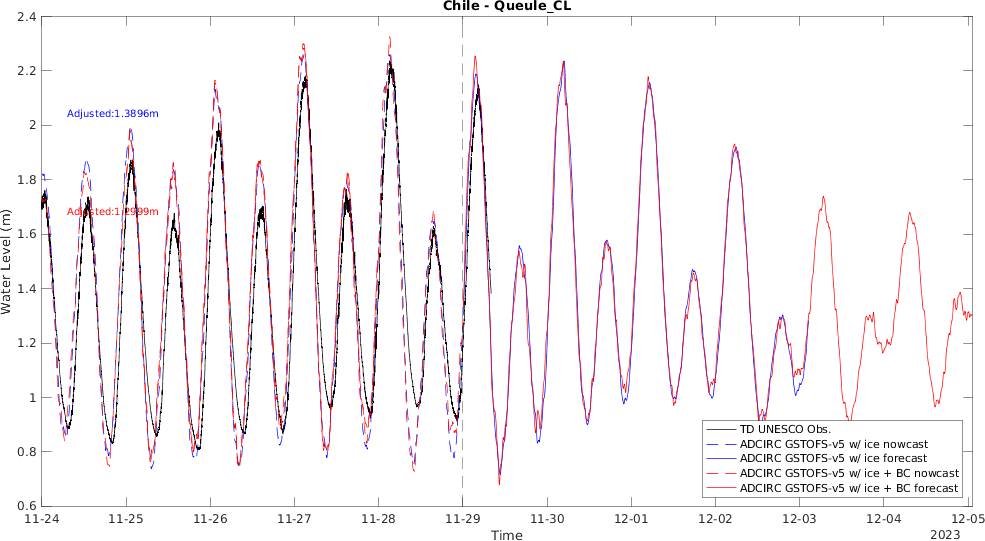 Chile - Queule_CL
2.4
2.2
2
1.8
1.6
1.4
1.2
1
0.8
0.6
Water Level (m)
Adjusted:1.3896m
Adjusted:1.2999m
TD UNESCO Obs.
ADCIRC GSTOFS-v5 w/ ice nowcast
ADCIRC GSTOFS-v5 w/ ice forecast
ADCIRC GSTOFS-v5 w/ ice + BC nowcast
ADCIRC GSTOFS-v5 w/ ice + BC forecast
11-24 11-25 11-26 11-27 11-28 11-29 11-30 12-01 12-02 12-03 12-04 12-05
Time
2023